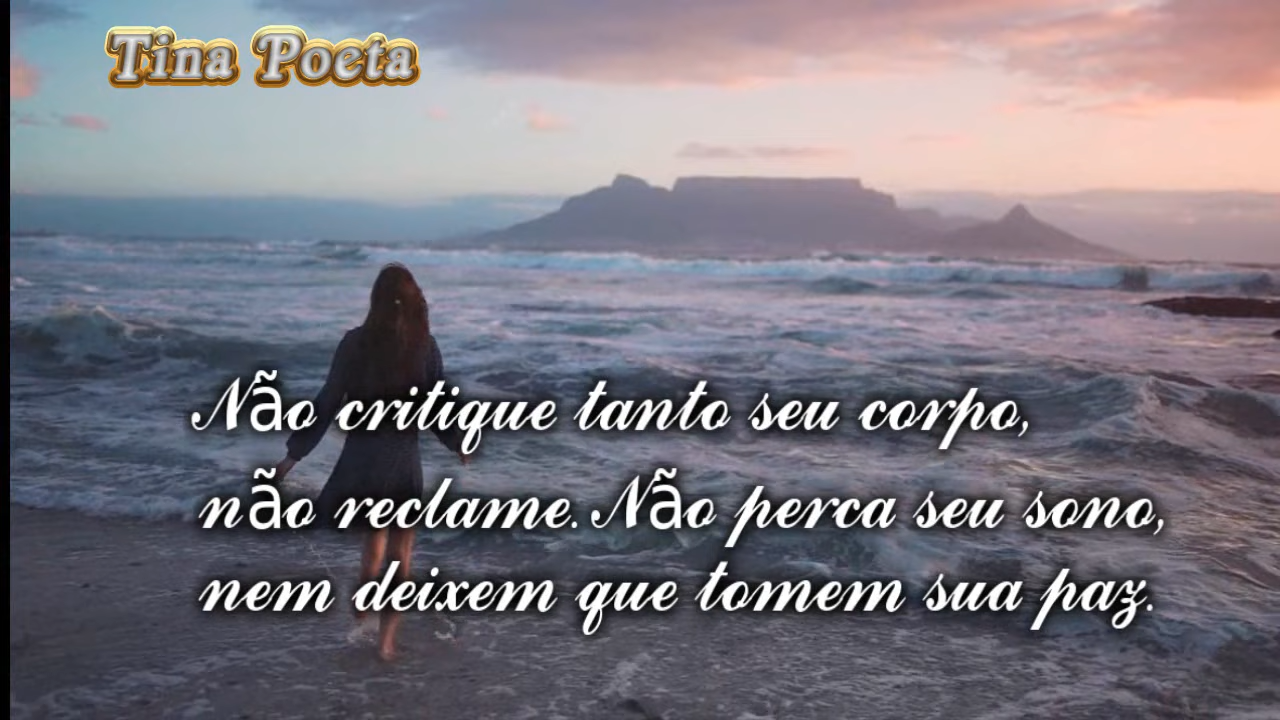 Tina Poeta
Não critique tanto seu corpo,
não reclame. Não perca seu sono,
nem deixem que tomem sua paz.